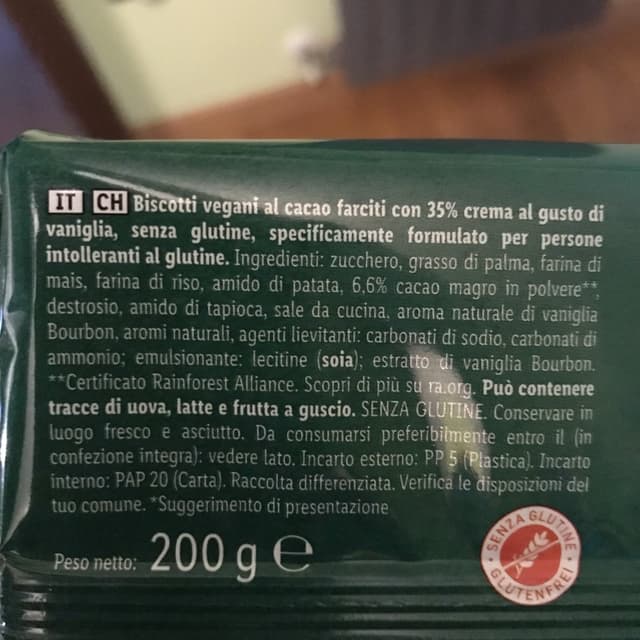 IT CH Biscotti vegani al cacao farciti con 35% crema al gusto di
vaniglia, senza glutine, specificamente formulato per persone
intolleranti al glutine. Ingredienti: zucchero, grasso di palma, farina di
mais, farina di riso, amido di patata, 6,6% cacao magro in polvere**,
destrosio, amido di tapioca, sale da cucina, aroma naturale di vaniglia
Bourbon, aromi naturali, agenti lievitanti: carbonati di sodio, carbonati di
ammonio; emulsionante: lecitine (soia); estratto di vaniglia Bourbon.
**Certificato Rainforest Alliance. Scopri di più su ra.org. Può contenere
tracce di uova, latte e frutta a guscio. SENZA GLUTINE. Conservare in
luogo fresco e asciutto. Da consumarsi preferibilmente entro il (in
confezione integra): vedere lato. Incarto esterno: PP 5 (Plastica). Incarto
interno: PAP 20 (Carta). Raccolta differenziata. Verifica le disposizioni del
tuo comune. *Suggerimento di presentazione
Peso netto: 200 g ℮
SENZA GLUTINE
GLUTENFREI